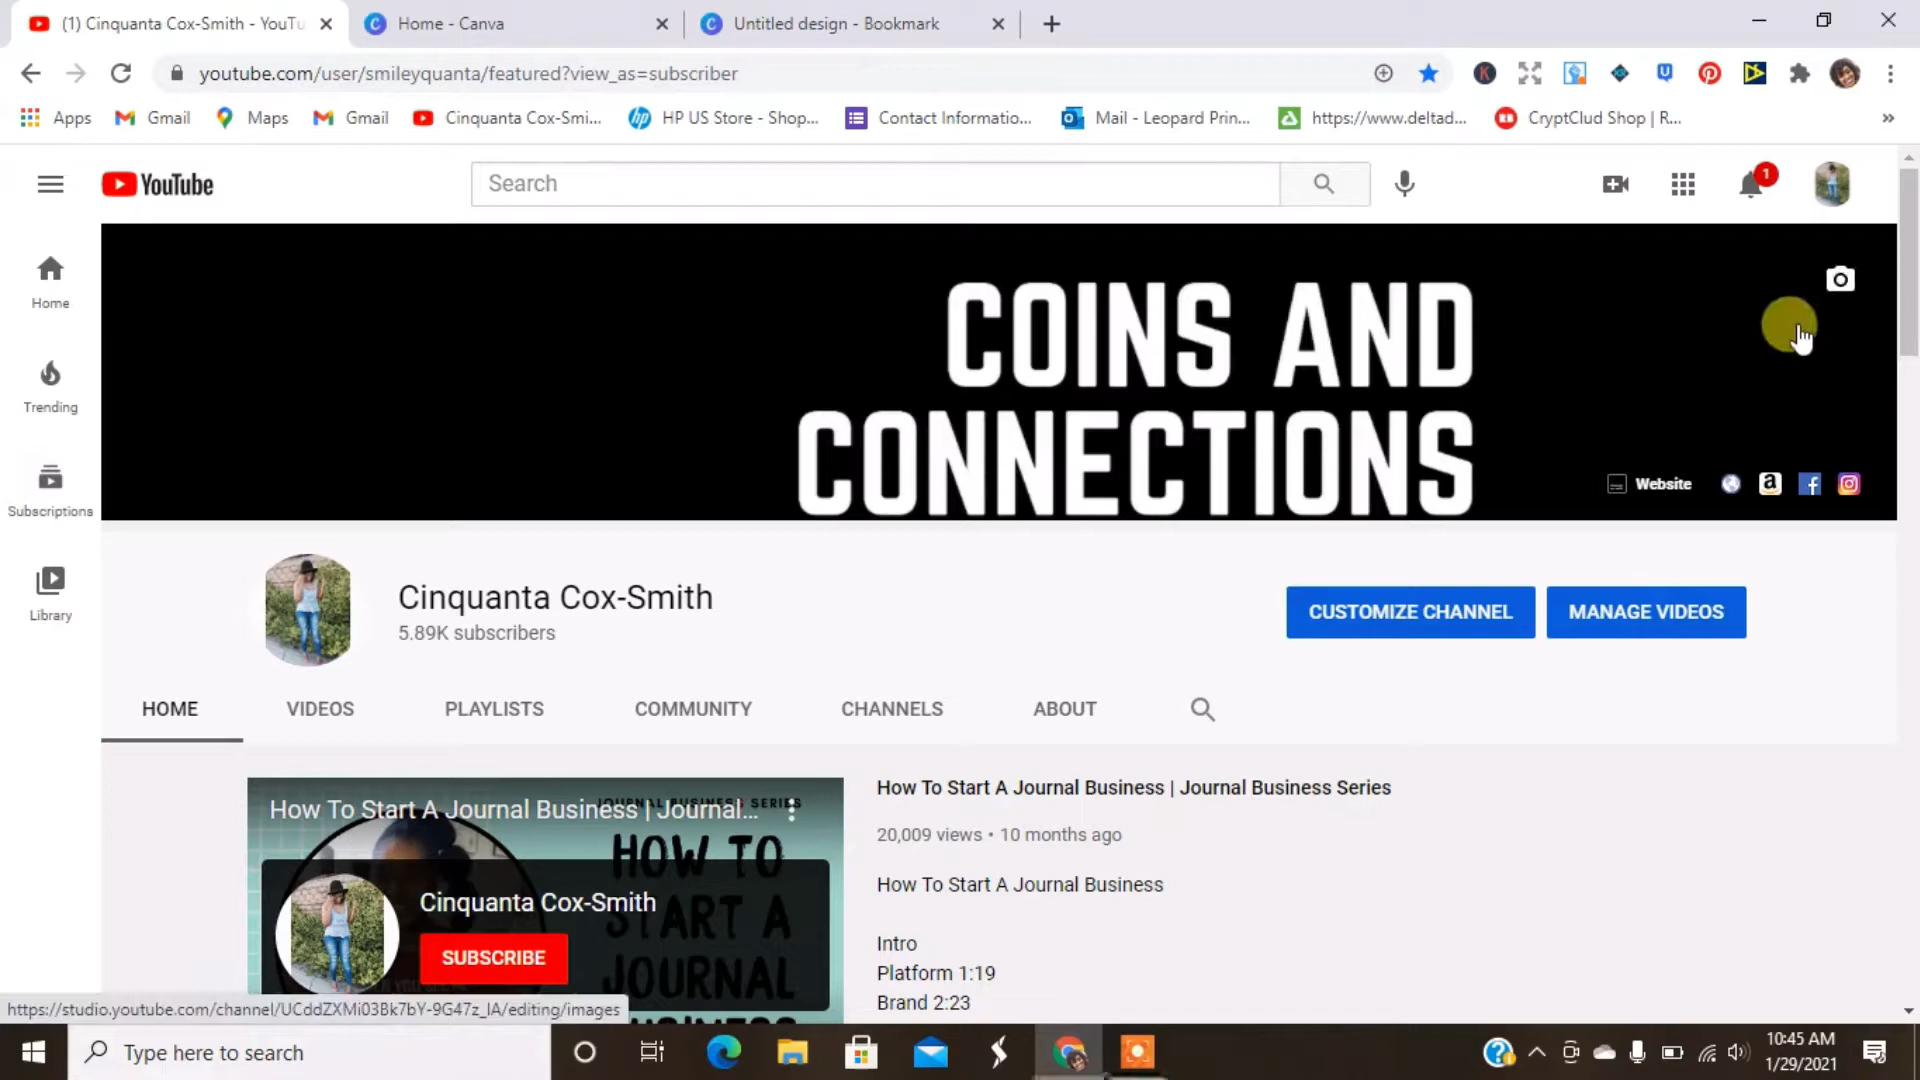 (1) Cinquanta Cox-Smith - YouTu
Home - Canva
Untitled design - Bookmark
youtube.com/user/smileyquanta/featured?view_as=subscriber
Apps
Gmail
Maps
Gmail
Cinquanta Cox-Smi...
HP US Store - Shop...
Contact Informatio...
Mail - Leopard Prin...
https://www.deltad...
CryptClud Shop | R...
YouTube
Search
1
Home
Trending
Subscriptions
Library
COINS AND
CONNECTIONS
Website
Cinquanta Cox-Smith
5.89K subscribers
CUSTOMIZE CHANNEL
MANAGE VIDEOS
HOME
VIDEOS
PLAYLISTS
COMMUNITY
CHANNELS
ABOUT
How To Start A Journal Business | Journal...
JOURNAL BUSINESS SERIES
HOW TO
START A
JOURNAL
BUSINESS
Cinquanta Cox-Smith
SUBSCRIBE
How To Start A Journal Business | Journal Business Series
20,009 views • 10 months ago
How To Start A Journal Business
Intro
Platform 1:19
Brand 2:23
https://studio.youtube.com/channel/UCddZXMi03Bk7bY-9G47z_lA/editing/images
Type here to search
10:45 AM
1/29/2021